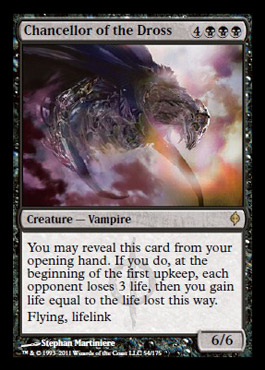 Chancellor of the Dross 4
Creature — Vampire
You may reveal this card from your
opening hand. If you do, at the
beginning of the first upkeep, each
opponent loses 3 life, then you gain
life equal to the life lost this way.
Flying, lifelink
6/6
Stephan Martiniere
™ & © 1993–2011 Wizards of the Coast LLC 54/175